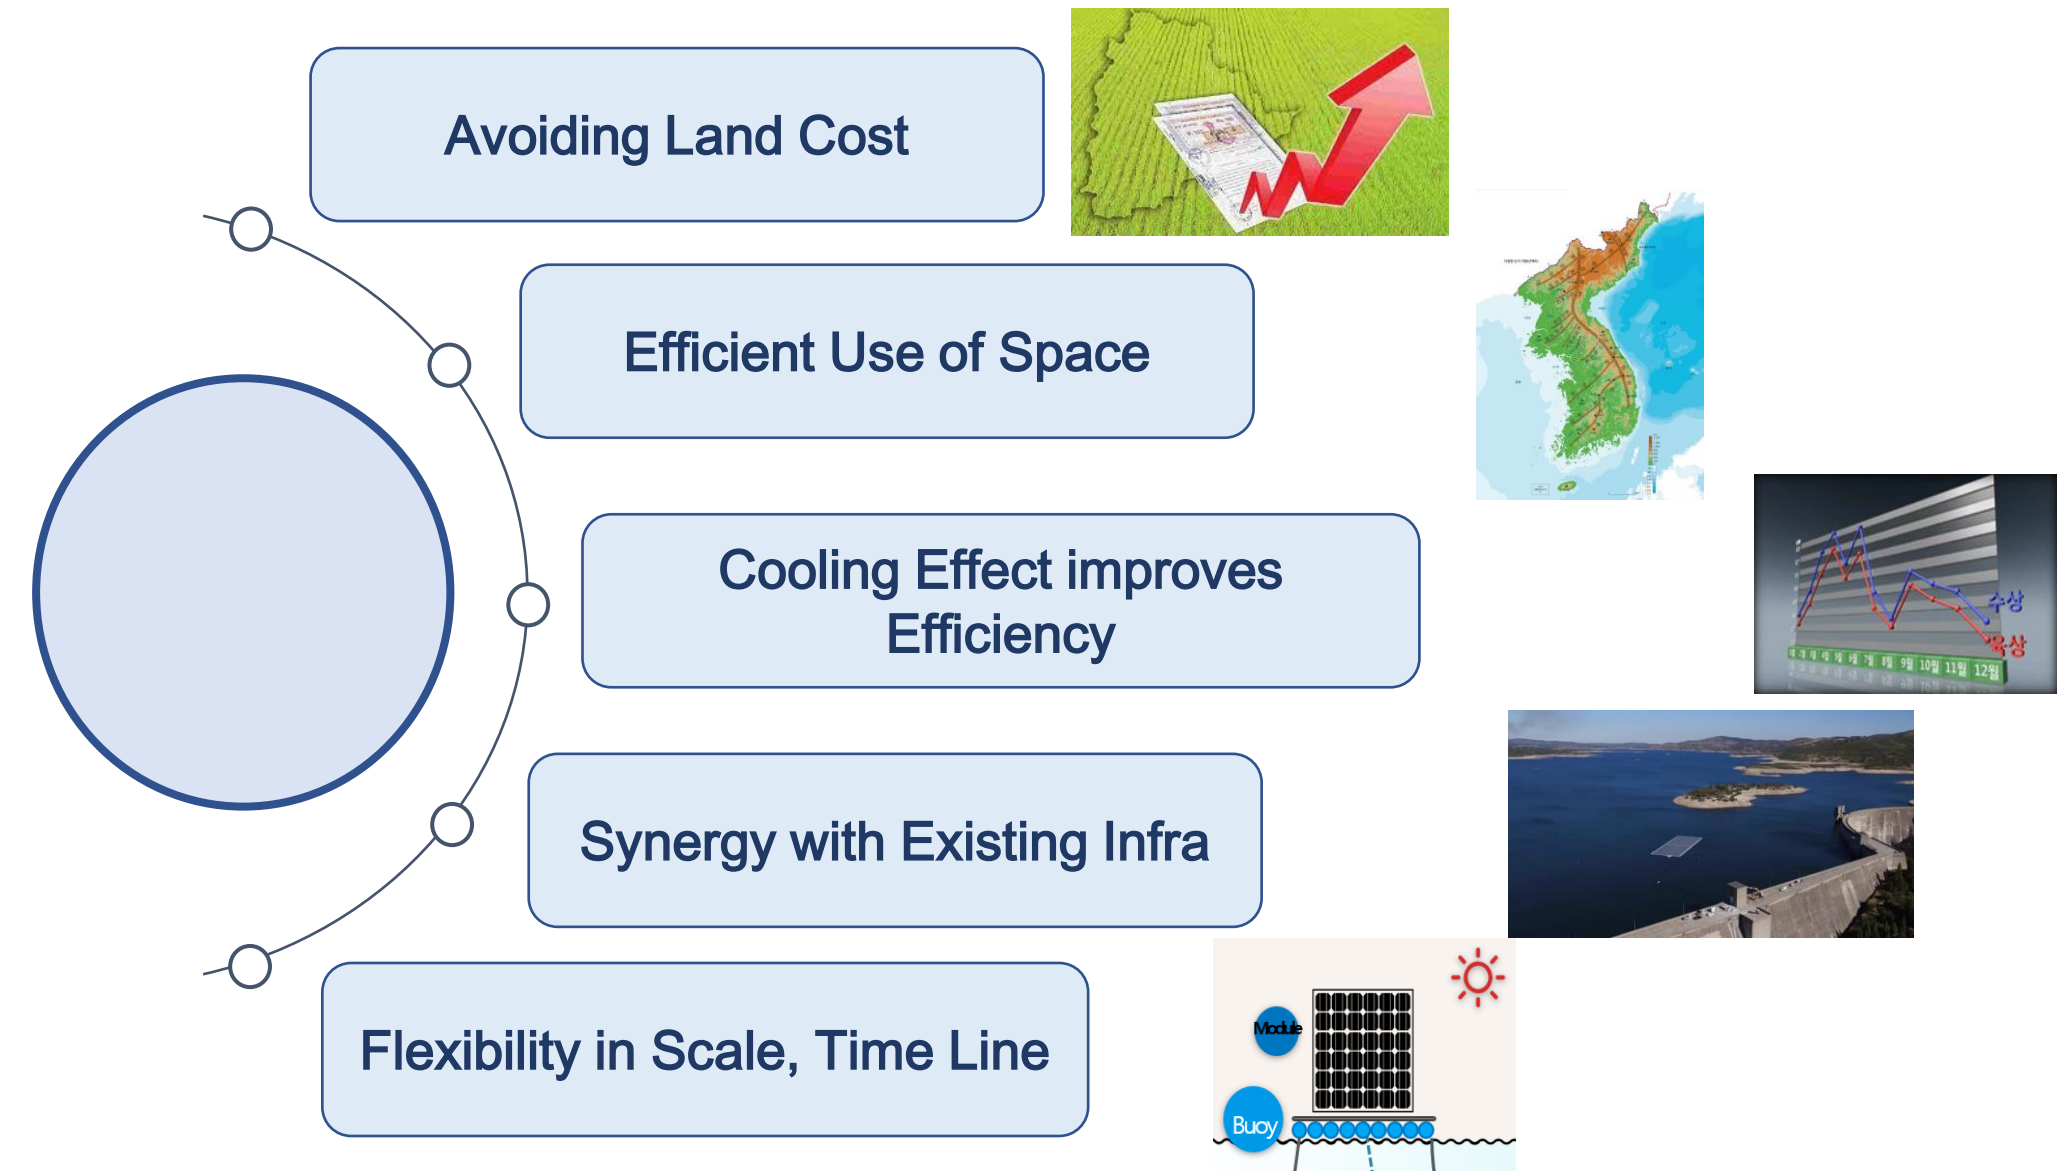 Avoiding Land Cost
Efficient Use of Space
Cooling Effect improves
Efficiency
수상
육상
9월 10월 11월 12월
Synergy with Existing Infra
Flexibility in Scale, Time Line
Module
Buoy